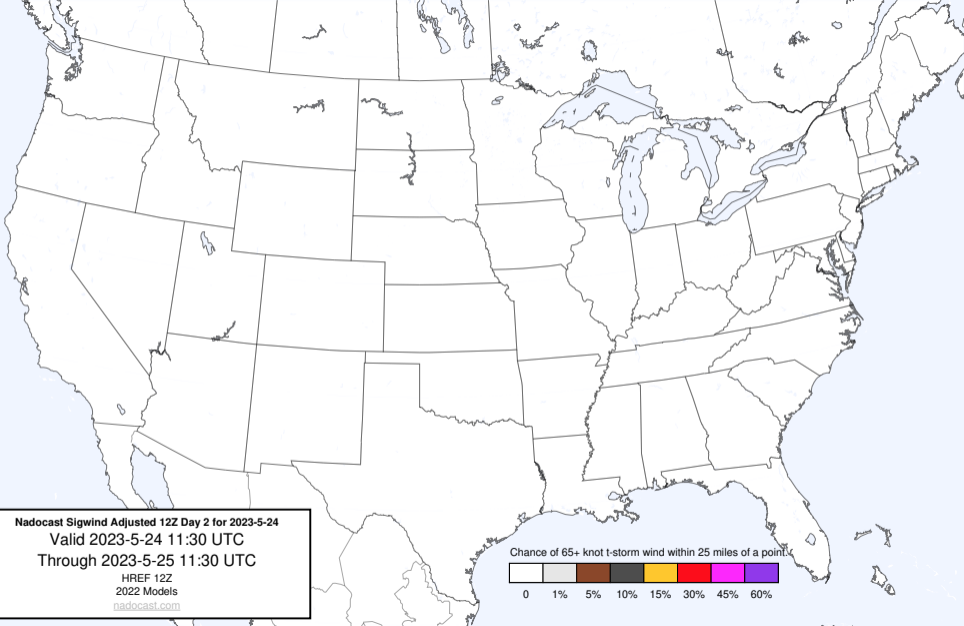 Nadocast Sigwind Adjusted 12Z Day 2 for 2023-5-24
Valid 2023-5-24 11:30 UTC
Through 2023-5-25 11:30 UTC
HREF 12Z
2022 Models
nadocast.com
Chance of 65+ knot t-storm wind within 25 miles of a point.
0 1% 5% 10% 15% 30% 45% 60%